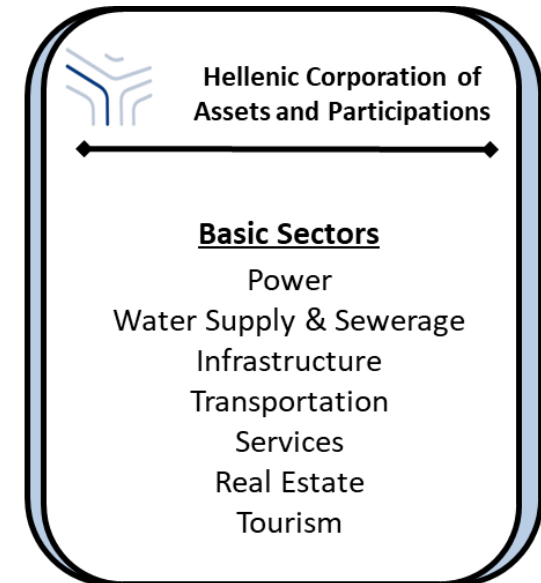 Hellenic Corporation of
Assets and Participations
Basic Sectors
Power
Water Supply & Sewerage
Infrastructure
Transportation
Services
Real Estate
Tourism